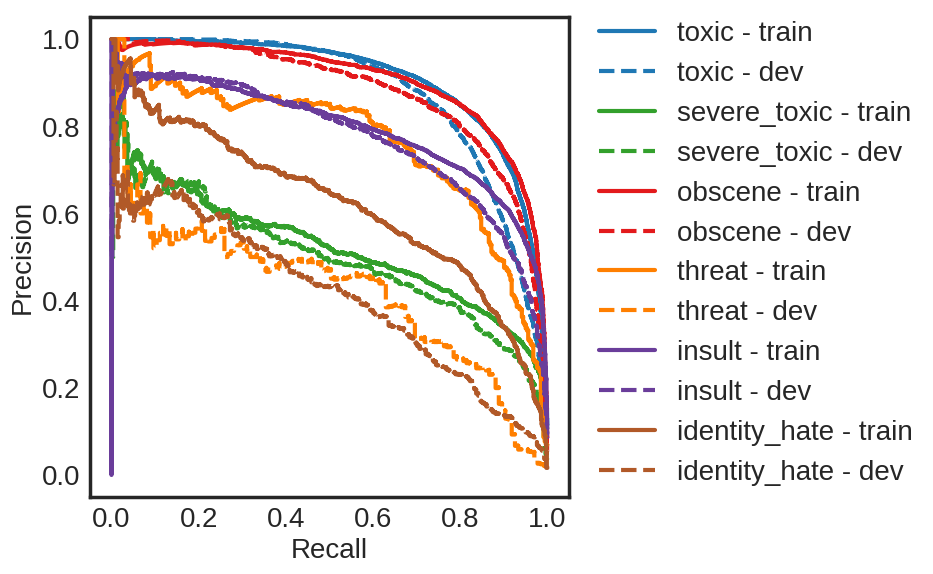 Precision
1.0
0.8
0.6
0.4
0.2
0.0
0.0 0.2 0.4 0.6 0.8 1.0
Recall
toxic - train
toxic - dev
severe_toxic - train
severe_toxic - dev
obscene - train
obscene - dev
threat - train
threat - dev
insult - train
insult - dev
identity_hate - train
identity_hate - dev